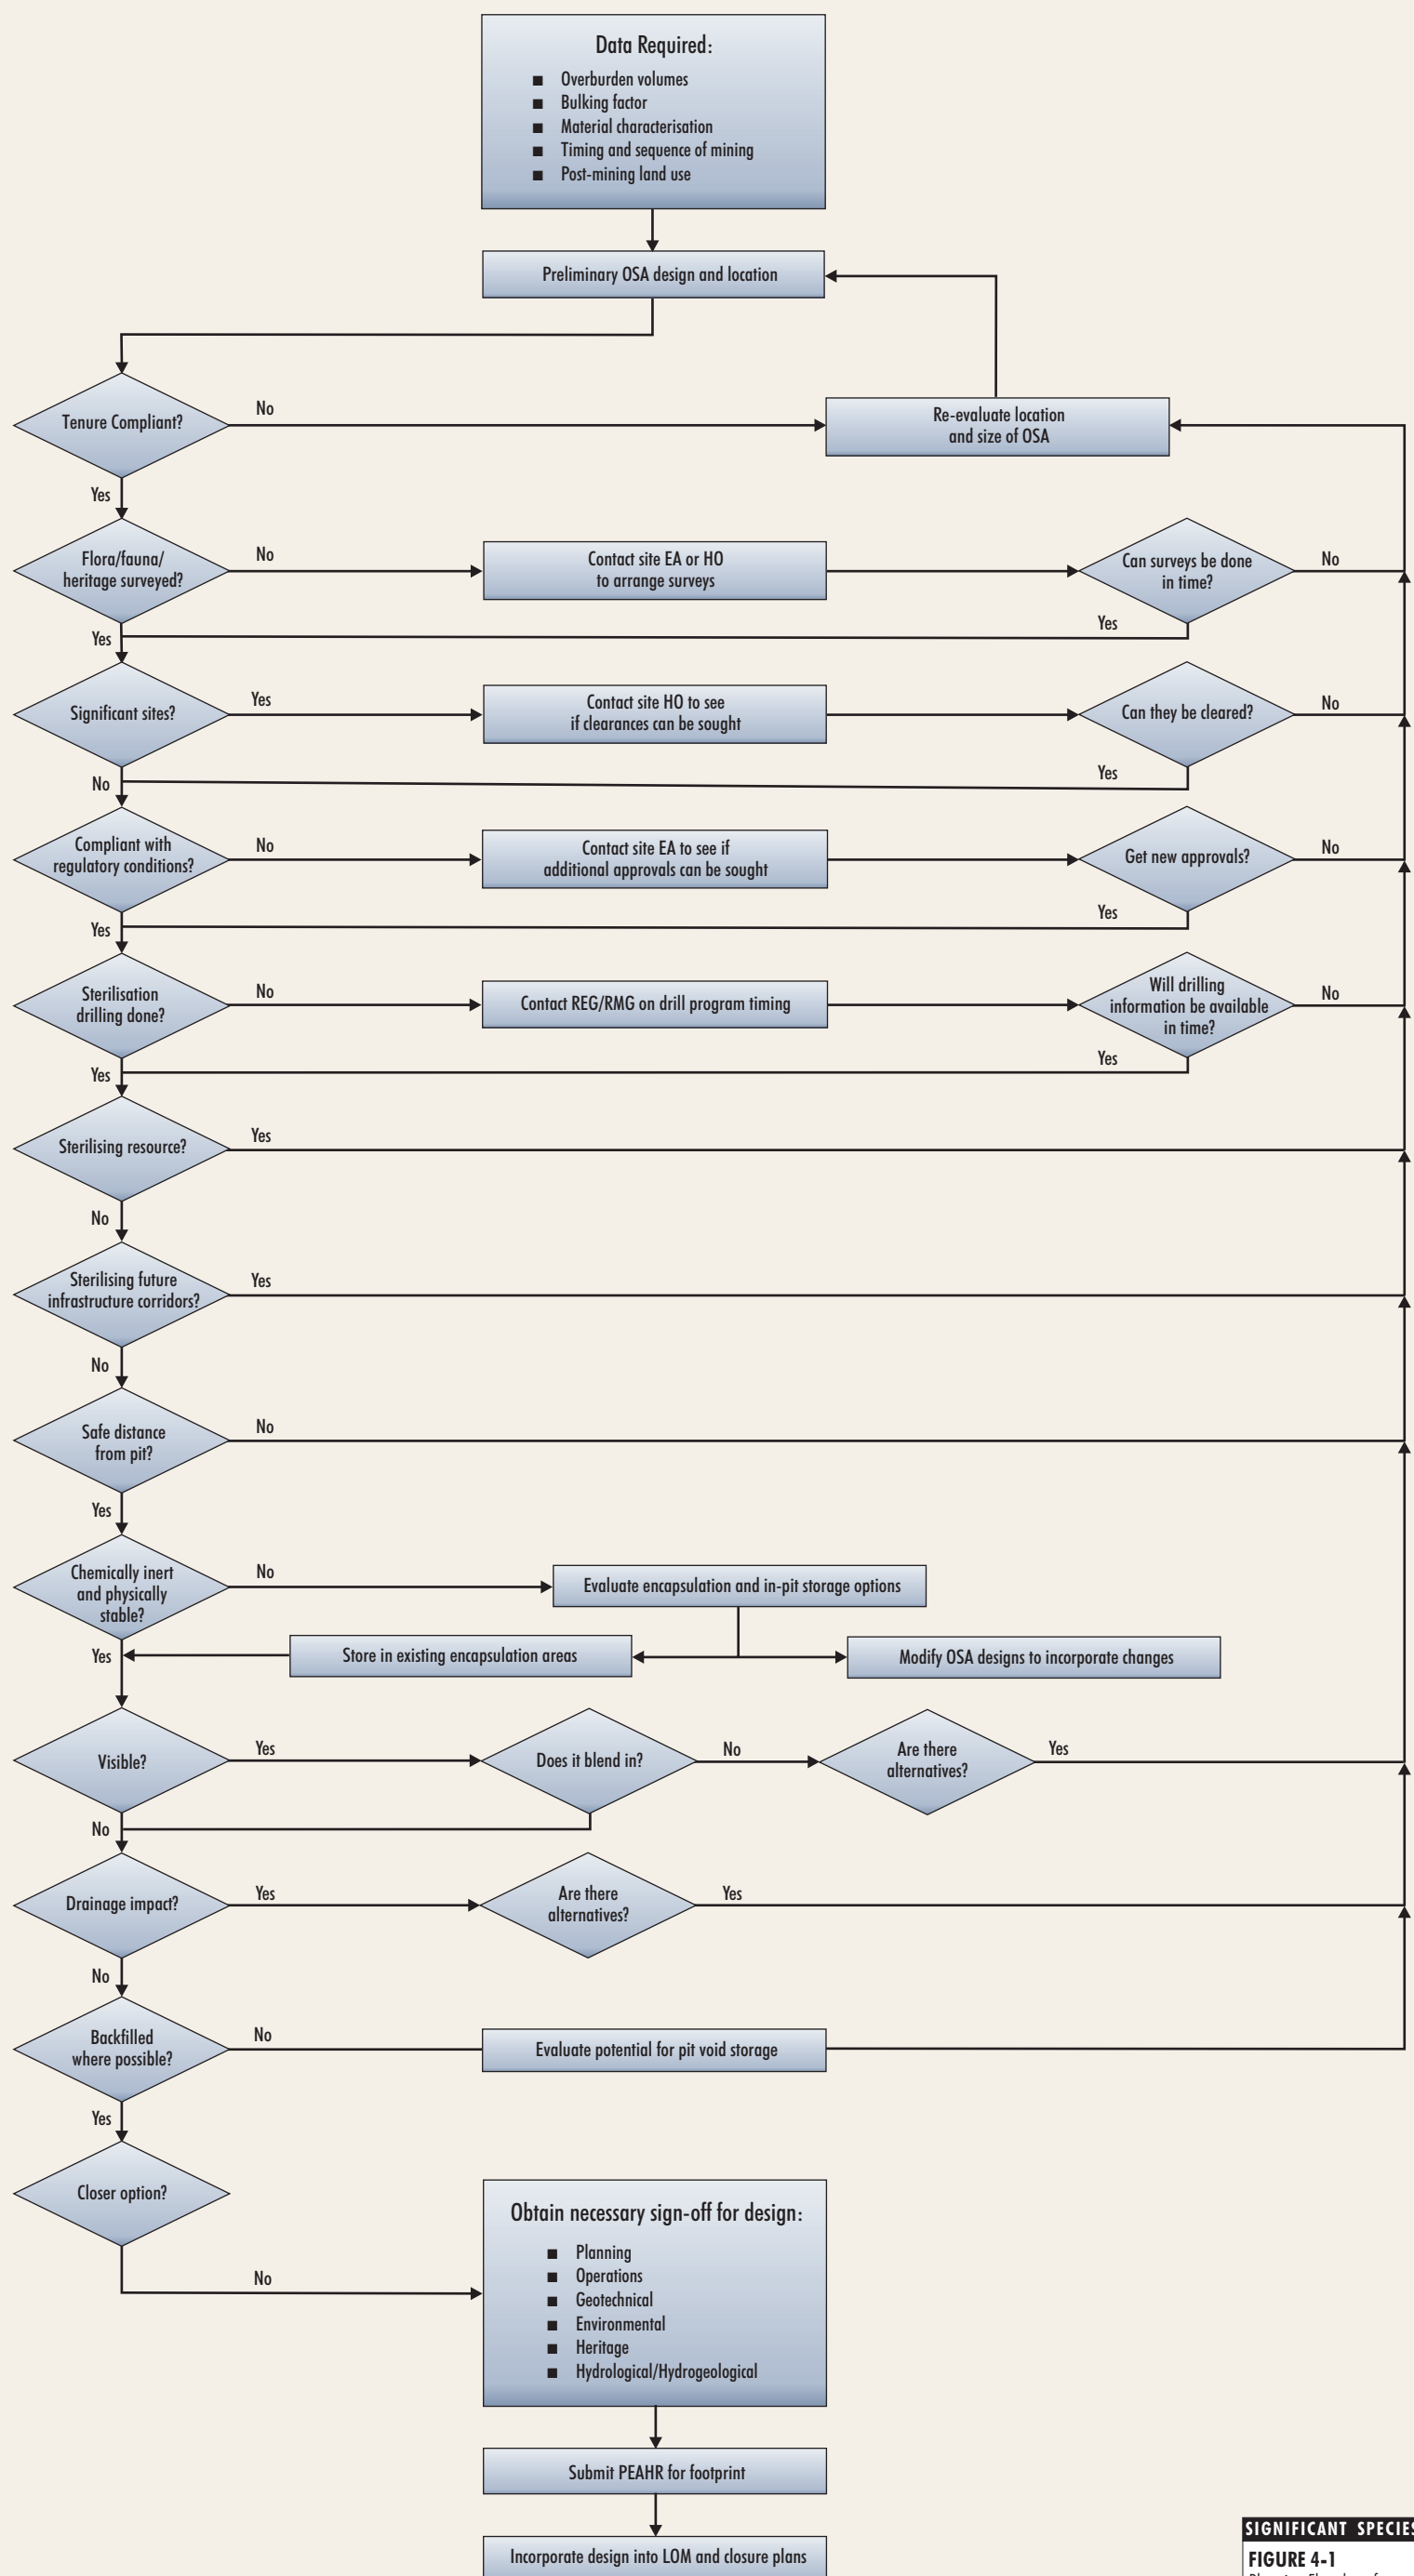 Data Required:
■ Overburden volumes
■ Bulking factor
■ Material characterisation
■ Timing and sequence of mining
■ Post-mining land use
Preliminary OSA design and location
Tenure Compliant?
No
Re-evaluate location
and size of OSA
Yes
Flora/fauna/
heritage surveyed?
No
Contact site EA or HO
to arrange surveys
Can surveys be done
in time?
No
Yes
Yes
Significant sites?
Yes
Contact site HO to see
if clearances can be sought
Can they be cleared?
No
Yes
No
Compliant with
regulatory conditions?
No
Contact site EA to see if
additional approvals can be sought
Get new approvals?
No
Yes
Yes
Sterilisation
drilling done?
No
Contact REG/RMG on drill program timing
Will drilling
information be available
in time?
No
Yes
Yes
Sterilising resource?
Yes
No
Sterilising future
infrastructure corridors?
Yes
No
Safe distance
from pit?
No
Yes
Chemically inert
and physically
stable?
No
Evaluate encapsulation and in-pit storage options
Yes
Store in existing encapsulation areas
Modify OSA designs to incorporate changes
Visible?
Yes
Does it blend in?
No
Are there
alternatives?
Yes
No
Drainage impact?
Yes
Are there
alternatives?
Yes
No
Backfilled
where possible?
No
Evaluate potential for pit void storage
Yes
Closer option?
No
Obtain necessary sign-off for design:
■ Planning
■ Operations
■ Geotechnical
■ Environmental
■ Heritage
■ Hydrological/Hydrogeological
Submit PEAHR for footprint
Incorporate design into LOM and closure plans
SIGNIFICANT SPECIES
FIGURE 4-1